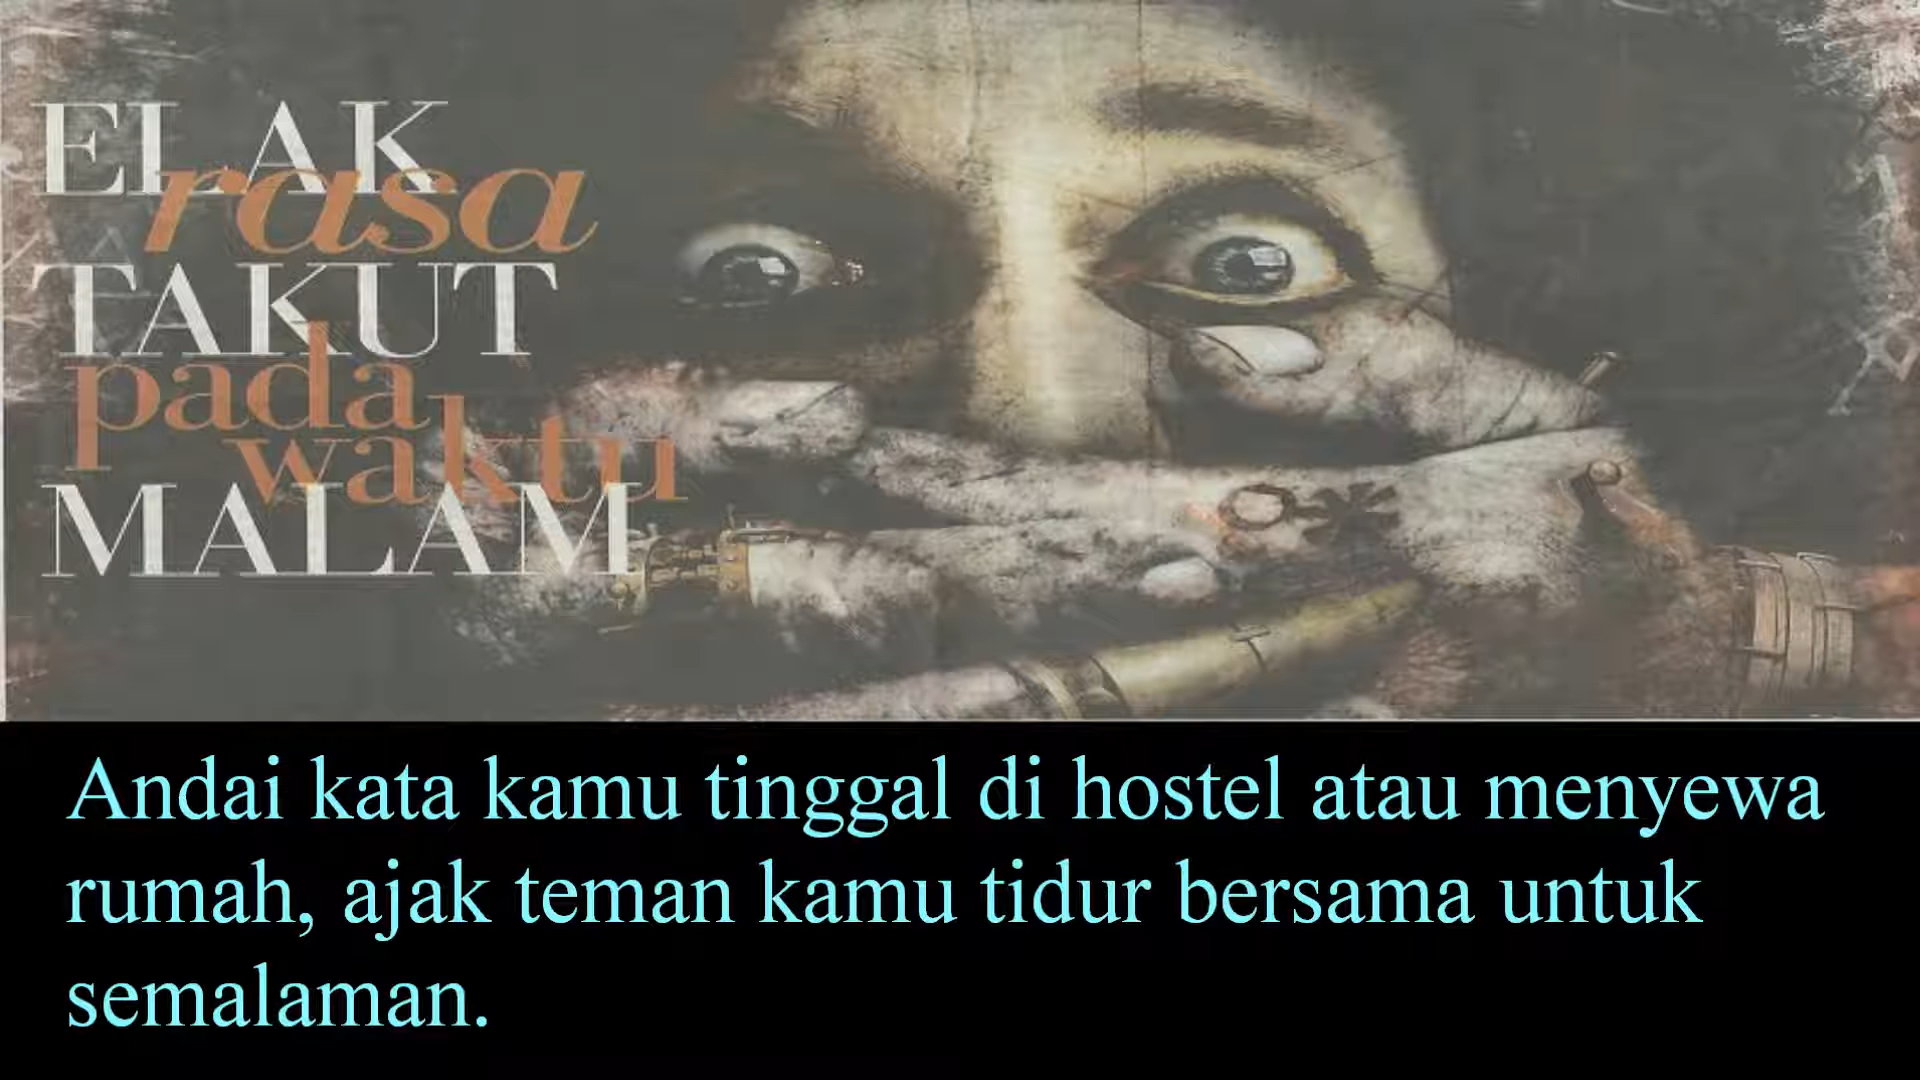 ELAK
rasa
TAKUT
pada
waktu
MALAM
Andai kata kamu tinggal di hostel atau menyewa
rumah, ajak teman kamu tidur bersama untuk
semalaman.